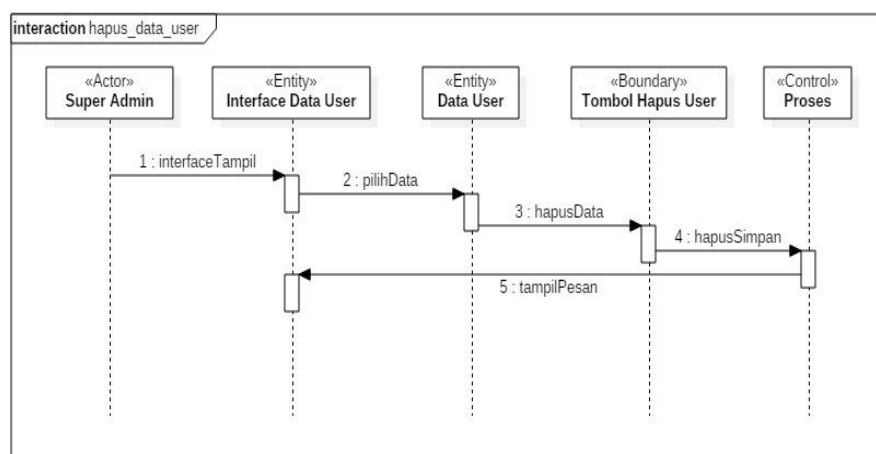 interaction hapus_data_user
«Actor»
Super Admin
«Entity»
Interface Data User
«Entity»
Data User
«Boundary»
Tombol Hapus User
«Control»
Proses
1 : interfaceTampil
2 : pilihData
3 : hapusData
4 : hapusSimpan
5 : tampilPesan